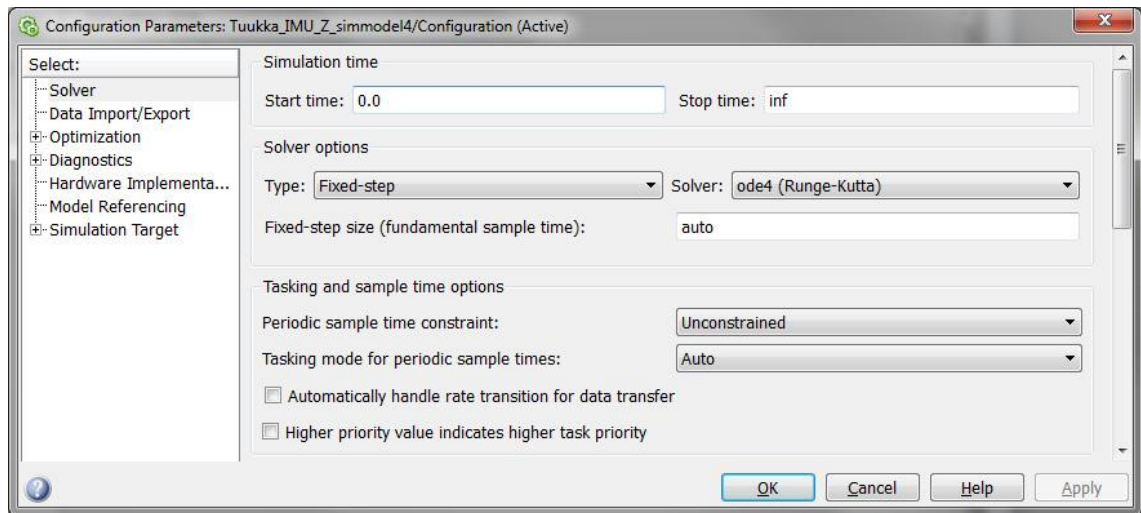 Configuration Parameters: Tuukka_IMU_Z_simmodel4/Configuration (Active)
Select:
Solver
Data Import/Export
Optimization
Diagnostics
Hardware Implementa...
Model Referencing
Simulation Target
Simulation time
Start time: 0.0 Stop time: inf
Solver options
Type: Fixed-step Solver: ode4 (Runge-Kutta)
Fixed-step size (fundamental sample time): auto
Tasking and sample time options
Periodic sample time constraint: Unconstrained
Tasking mode for periodic sample times: Auto
Automatically handle rate transition for data transfer
Higher priority value indicates higher task priority
OK Cancel Help Apply